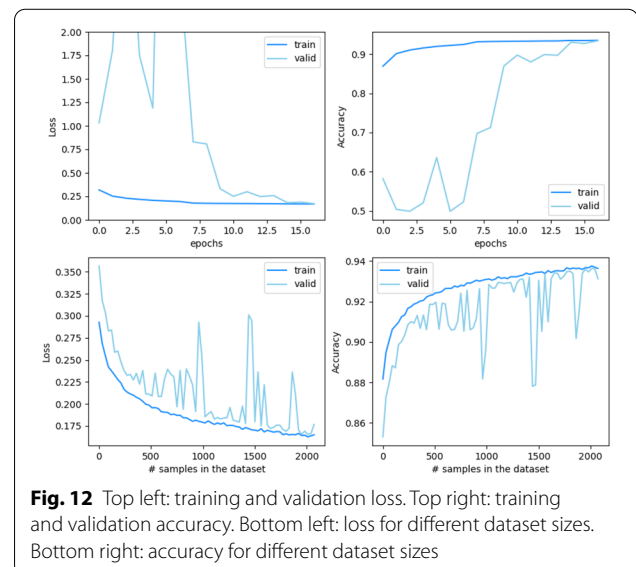 2.00
1.75
1.50
1.25
1.00
0.75
0.50
0.25
0.00
Loss
train
valid
0.0 2.5 5.0 7.5 10.0 12.5 15.0
epochs
0.9
0.8
0.7
0.6
0.5
Accuracy
train
valid
0.0 2.5 5.0 7.5 10.0 12.5 15.0
epochs
0.350
0.325
0.300
0.275
0.250
0.225
0.200
0.175
Loss
train
valid
0 500 1000 1500 2000
# samples in the dataset
0.94
0.92
0.90
0.88
0.86
Accuracy
train
valid
0 500 1000 1500 2000
# samples in the dataset
Fig. 12 Top left: training and validation loss. Top right: training
and validation accuracy. Bottom left: loss for different dataset sizes.
Bottom right: accuracy for different dataset sizes